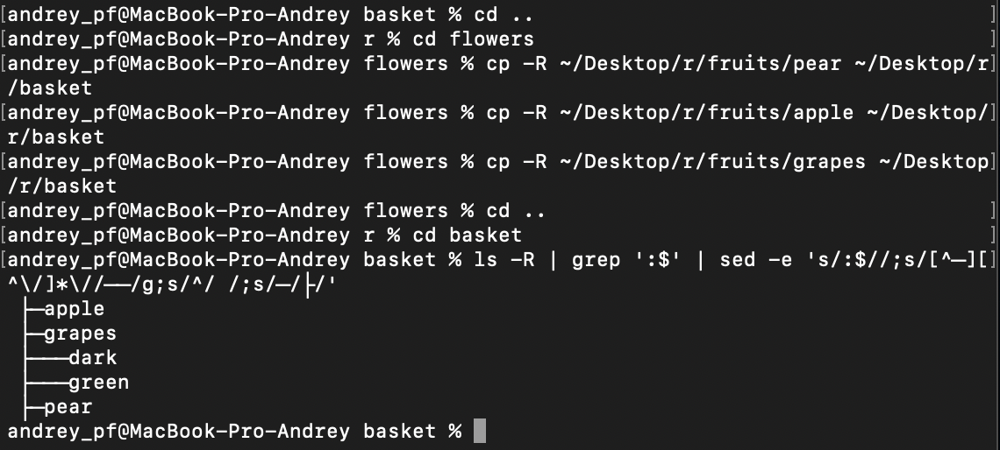 [andrey_pf@MacBook-Pro-Andrey basket % cd .. ]
[andrey_pf@MacBook-Pro-Andrey r % cd flowers ]
[andrey_pf@MacBook-Pro-Andrey flowers % cp -R ~/Desktop/r/fruits/pear ~/Desktop/r]
/basket
[andrey_pf@MacBook-Pro-Andrey flowers % cp -R ~/Desktop/r/fruits/apple ~/Desktop/]
r/basket
[andrey_pf@MacBook-Pro-Andrey flowers % cp -R ~/Desktop/r/fruits/grapes ~/Desktop]
/r/basket
[andrey_pf@MacBook-Pro-Andrey flowers % cd .. ]
[andrey_pf@MacBook-Pro-Andrey r % cd basket ]
[andrey_pf@MacBook-Pro-Andrey basket % ls -R | grep ':$' | sed -e 's/:$//;s/[^—][]
^\/]*\//——/g;s/^/ /;s/—/├/'
├—apple
├—grapes
├———dark
├———green
├—pear
andrey_pf@MacBook-Pro-Andrey basket %